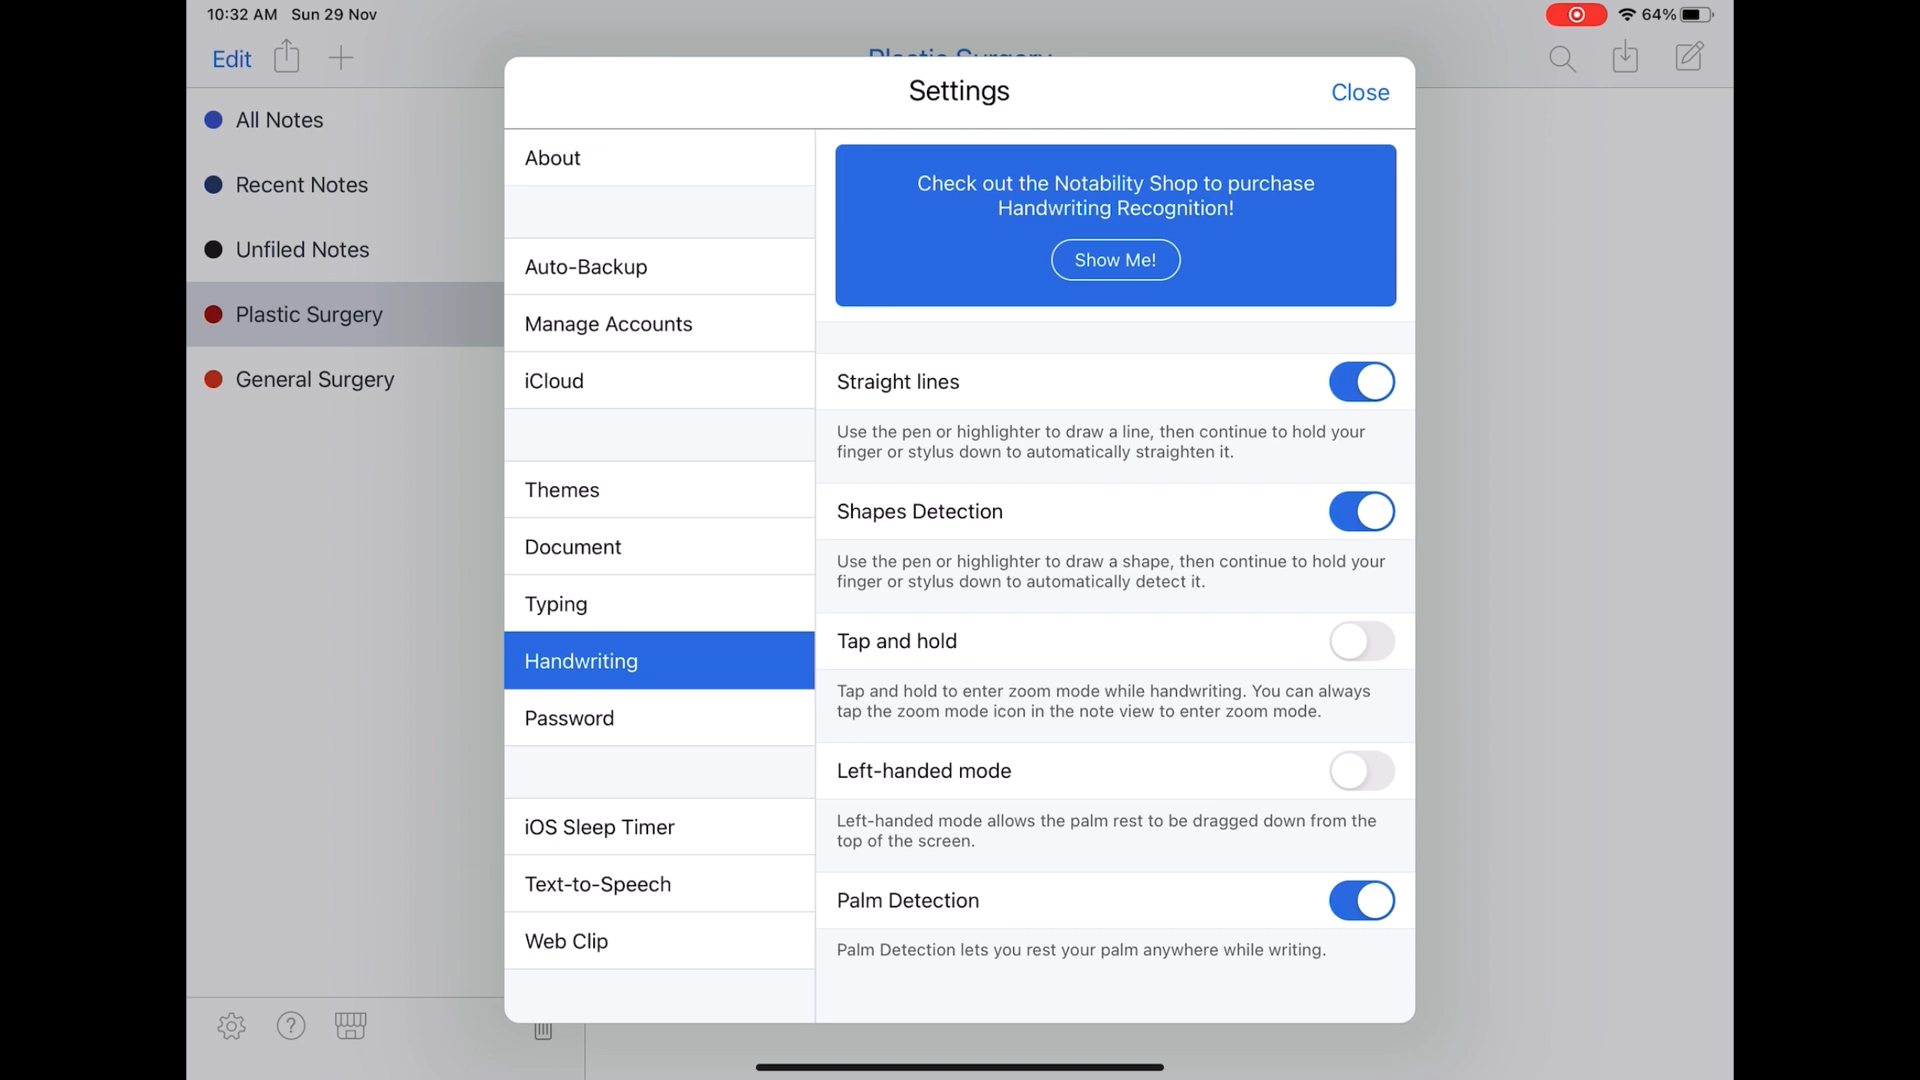 10:32 AM Sun 29 Nov
64%
Edit
Plastic Surgery
All Notes
Recent Notes
Unfiled Notes
Plastic Surgery
General Surgery
Settings
Close
About
Auto-Backup
Manage Accounts
iCloud
Themes
Document
Typing
Handwriting
Password
iOS Sleep Timer
Text-to-Speech
Web Clip
Check out the Notability Shop to purchase
Handwriting Recognition!
Show Me!
Straight lines
Use the pen or highlighter to draw a line, then continue to hold your
finger or stylus down to automatically straighten it.
Shapes Detection
Use the pen or highlighter to draw a shape, then continue to hold your
finger or stylus down to automatically detect it.
Tap and hold
Tap and hold to enter zoom mode while handwriting. You can always
tap the zoom mode icon in the note view to enter zoom mode.
Left-handed mode
Left-handed mode allows the palm rest to be dragged down from the
top of the screen.
Palm Detection
Palm Detection lets you rest your palm anywhere while writing.